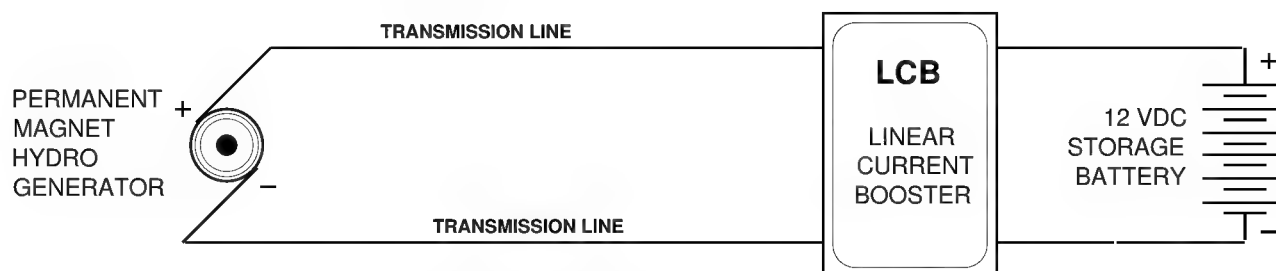 TRANSMISSION LINE
PERMANENT
MAGNET
HYDRO
GENERATOR
+
−
LCB
LINEAR
CURRENT
BOOSTER
12 VDC
STORAGE
BATTERY
+
−
TRANSMISSION LINE